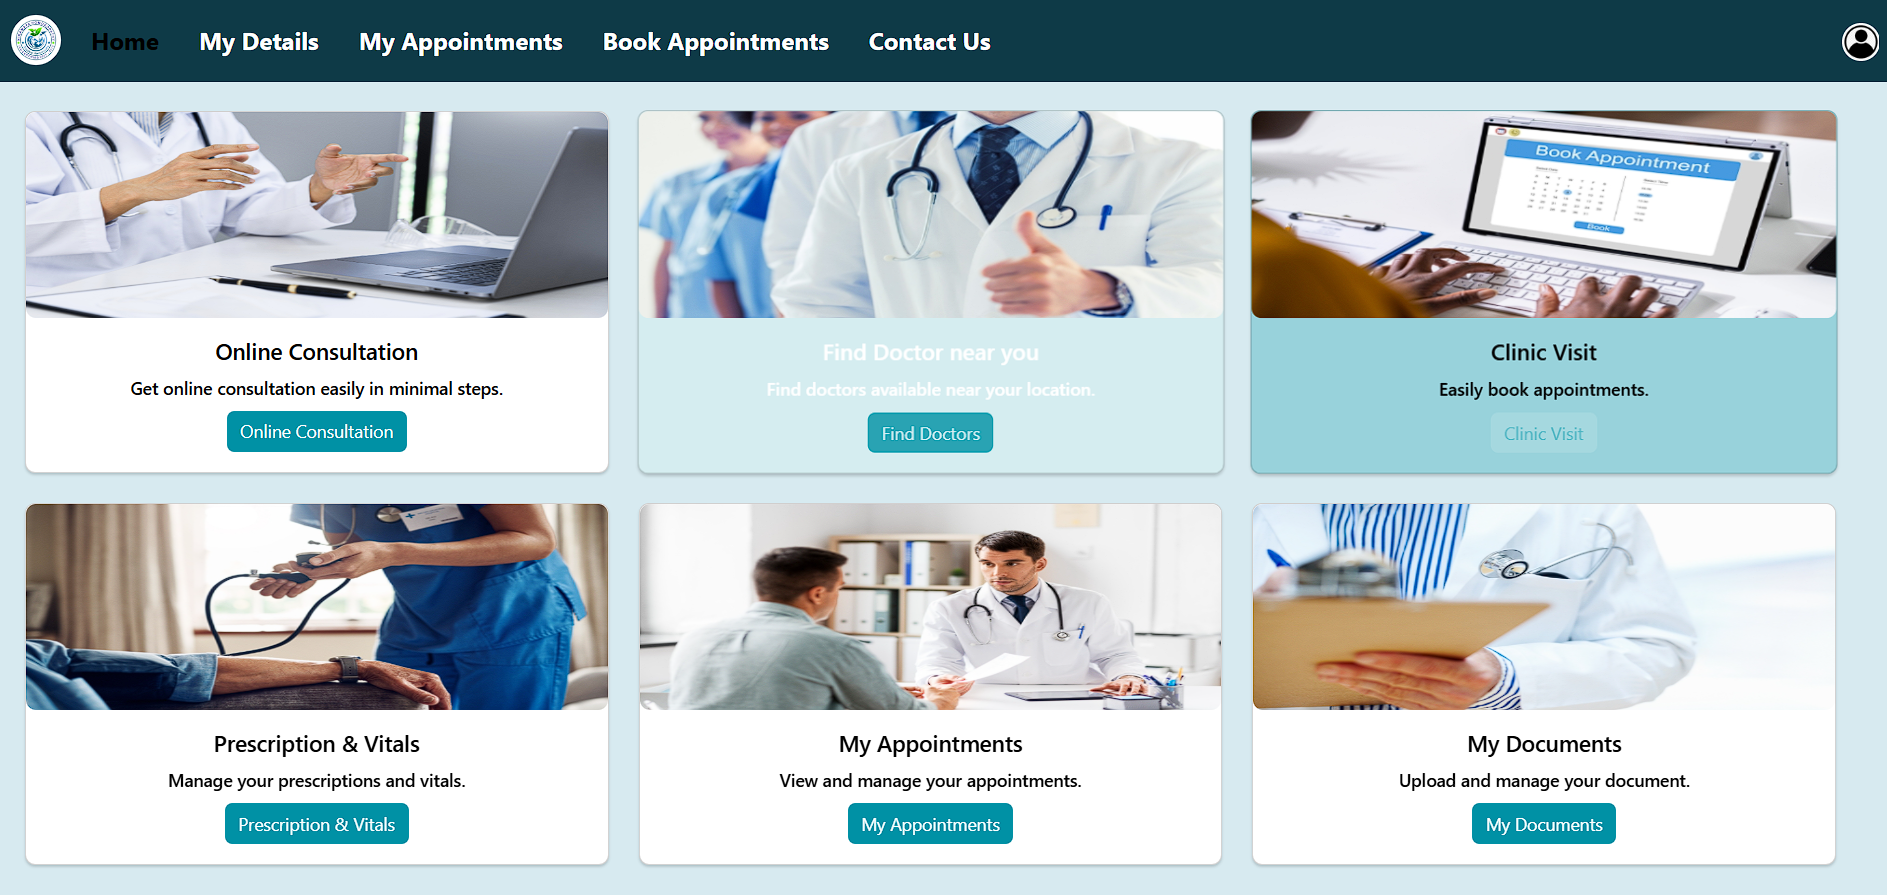 Home
My Details
My Appointments
Book Appointments
Contact Us
Book Appointment
Book
Online Consultation
Get online consultation easily in minimal steps.
Online Consultation
Find Doctor near you
Find doctors available near your location.
Find Doctors
Clinic Visit
Easily book appointments.
Clinic Visit
Prescription & Vitals
Manage your prescriptions and vitals.
Prescription & Vitals
My Appointments
View and manage your appointments.
My Appointments
My Documents
Upload and manage your document.
My Documents